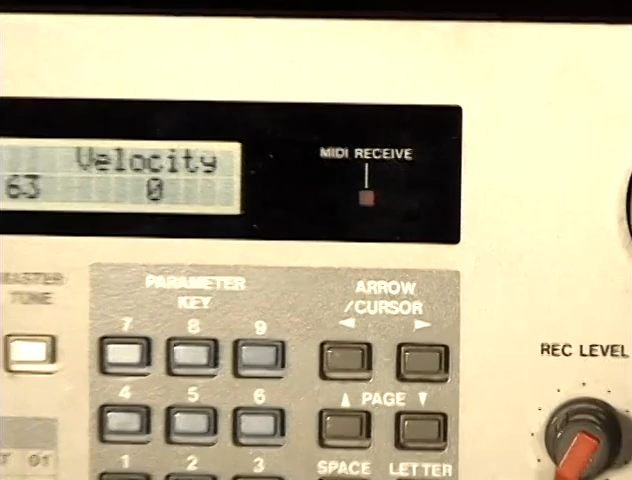 Velocity
63 0
MIDI RECEIVE
MASTER
TUNE
PARAMETER
KEY
ARROW
/CURSOR
7 8 9
REC LEVEL
4 5 6
PAGE
01
1 2 3
SPACE LETTER